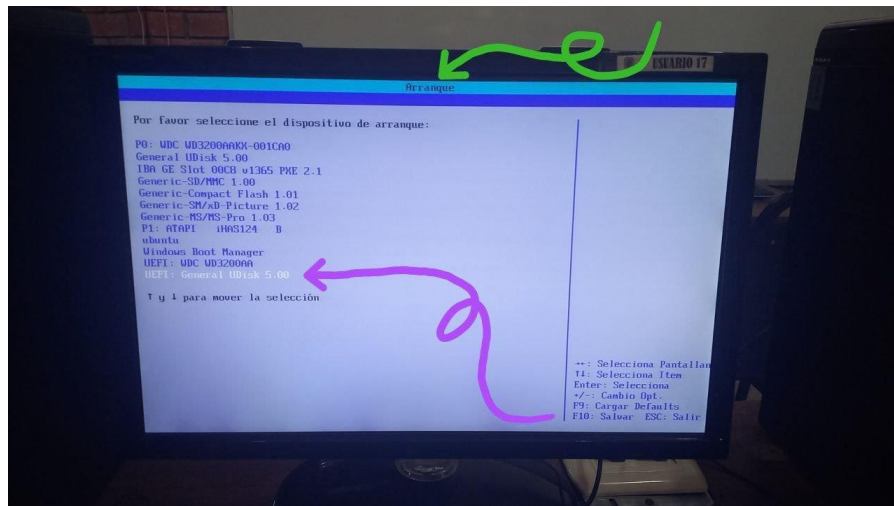 USUARIO 17
Arranque
Por favor seleccione el dispositivo de arranque:
P0: WDC WD3200AAKX-001CA0
General UDisk 5.00
IBA GE Slot 00C8 v1365 PXE 2.1
Generic-SD/MMC 1.00
Generic-Compact Flash 1.01
Generic-SM/xD-Picture 1.02
Generic-MS/MS-Pro 1.03
P1: ATAPI   iHAS124   B
ubuntu
Windows Boot Manager
UEFI: WDC WD3200AA
UEFI: General UDisk 5.00
↑ y ↓ para mover la selección
→←: Selecciona Pantallan
↑↓: Selecciona Item
Enter: Selecciona
+/-: Cambio Opt.
F9: Cargar Defaults
F10: Salvar  ESC: Salir